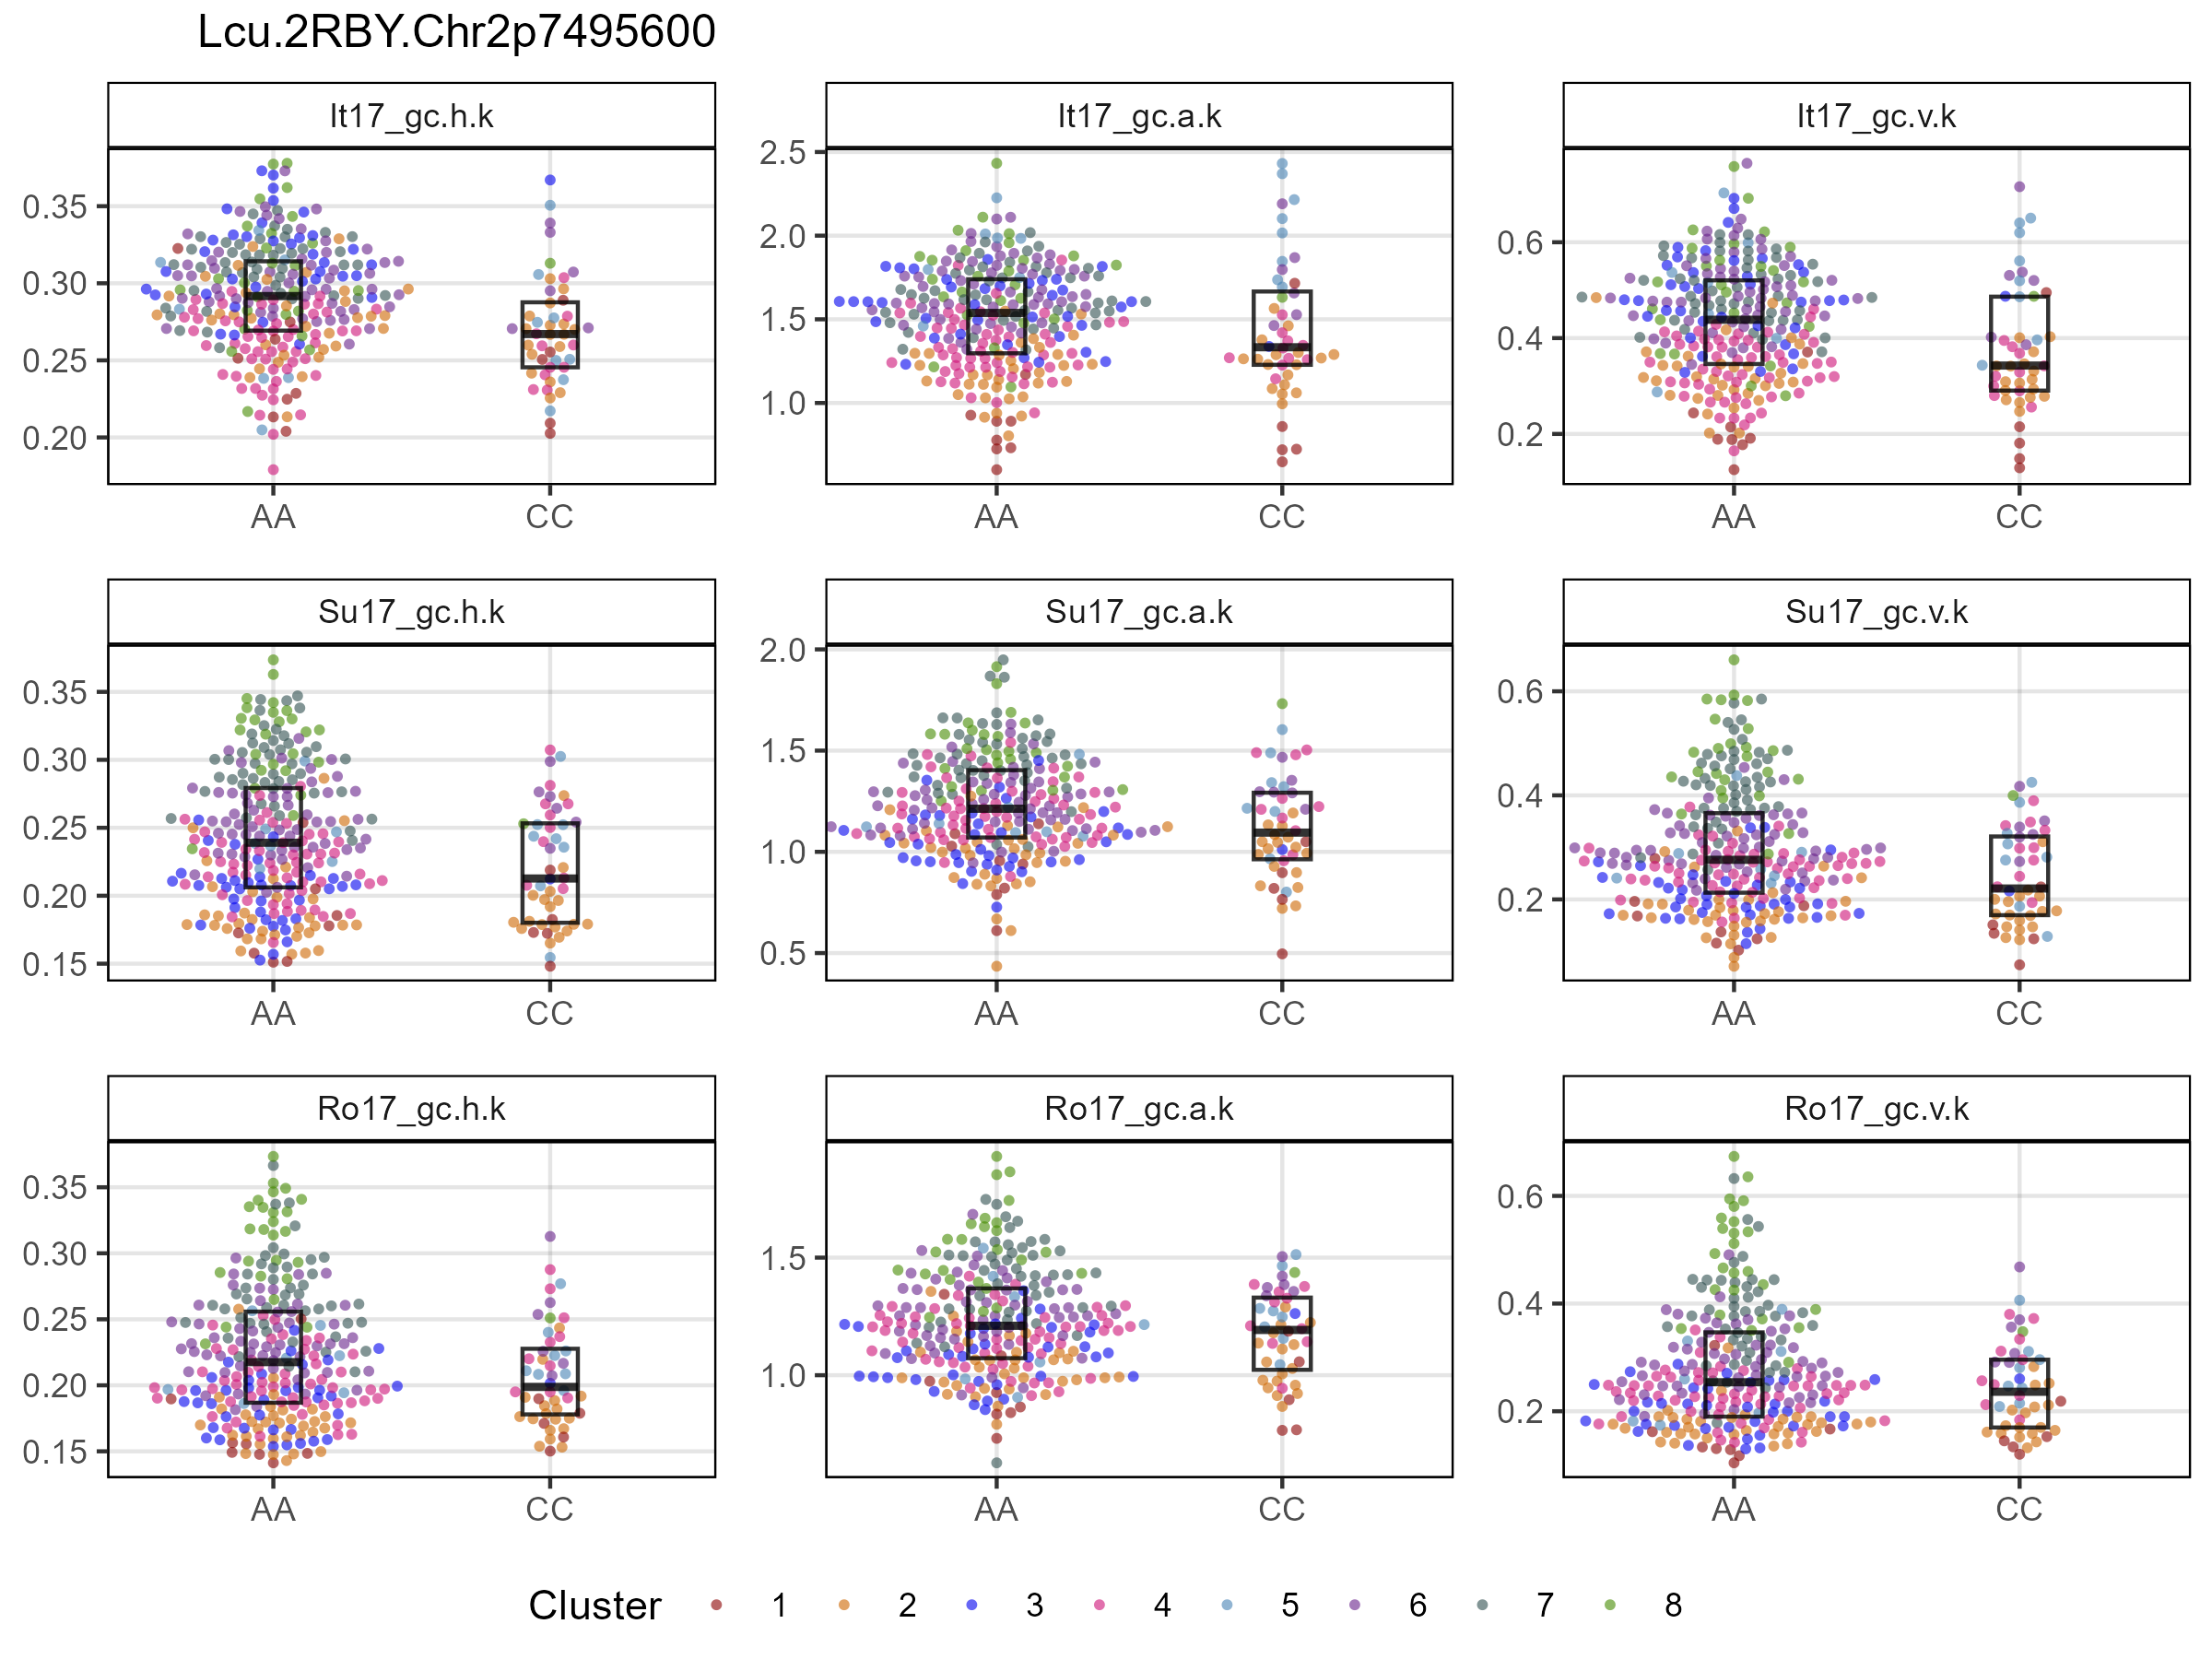 Lcu.2RBY.Chr2p7495600
It17_gc.h.k It17_gc.a.k It17_gc.v.k
0.35 0.30 0.25 0.20
2.5 2.0 1.5 1.0
0.6 0.4 0.2
AA CC AA CC AA CC
Su17_gc.h.k Su17_gc.a.k Su17_gc.v.k
0.35 0.30 0.25 0.20 0.15
2.0 1.5 1.0 0.5
0.6 0.4 0.2
AA CC AA CC AA CC
Ro17_gc.h.k Ro17_gc.a.k Ro17_gc.v.k
0.35 0.30 0.25 0.20 0.15
1.5 1.0
0.6 0.4 0.2
AA CC AA CC AA CC
Cluster 1 2 3 4 5 6 7 8